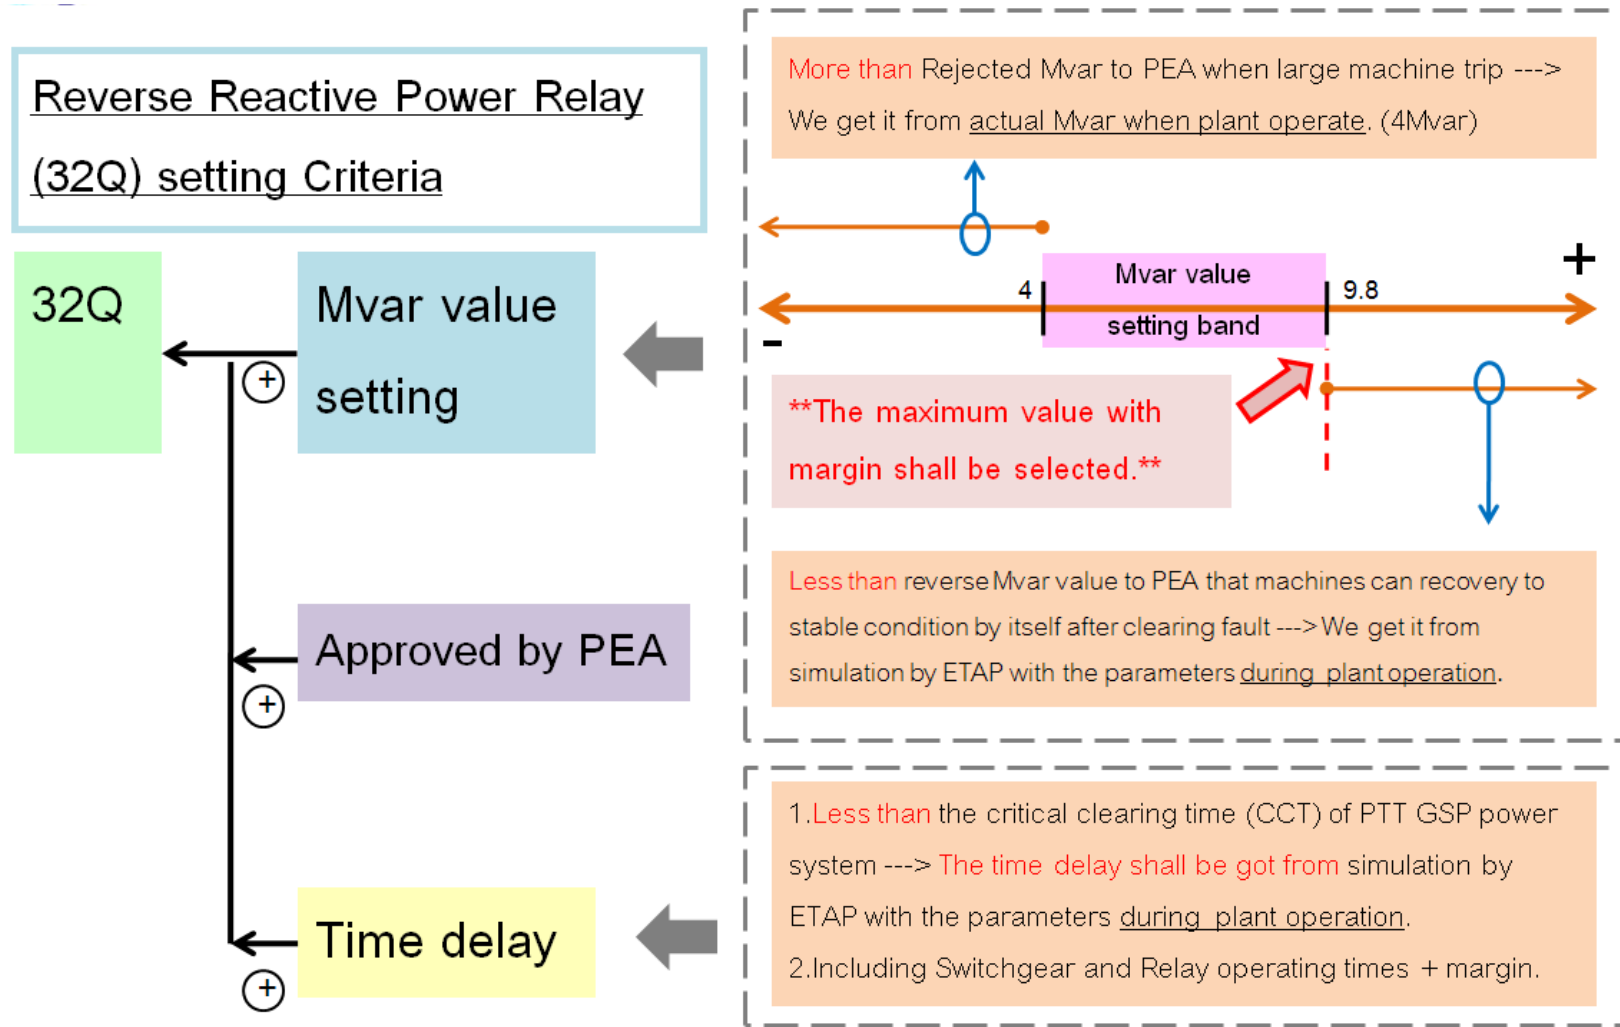 Reverse Reactive Power Relay
(32Q) setting Criteria
32Q
Mvar value
setting
Approved by PEA
Time delay
+
+
+
More than Rejected Mvar to PEA when large machine trip --->
We get it from actual Mvar when plant operate. (4Mvar)
+
-
4
Mvar value
9.8
setting band
**The maximum value with
margin shall be selected.**
Less than reverse Mvar value to PEA that machines can recovery to
stable condition by itself after clearing fault ---> We get it from
simulation by ETAP with the parameters during plant operation.
1.Less than the critical clearing time (CCT) of PTT GSP power
system ---> The time delay shall be got from simulation by
ETAP with the parameters during plant operation.
2.Including Switchgear and Relay operating times + margin.